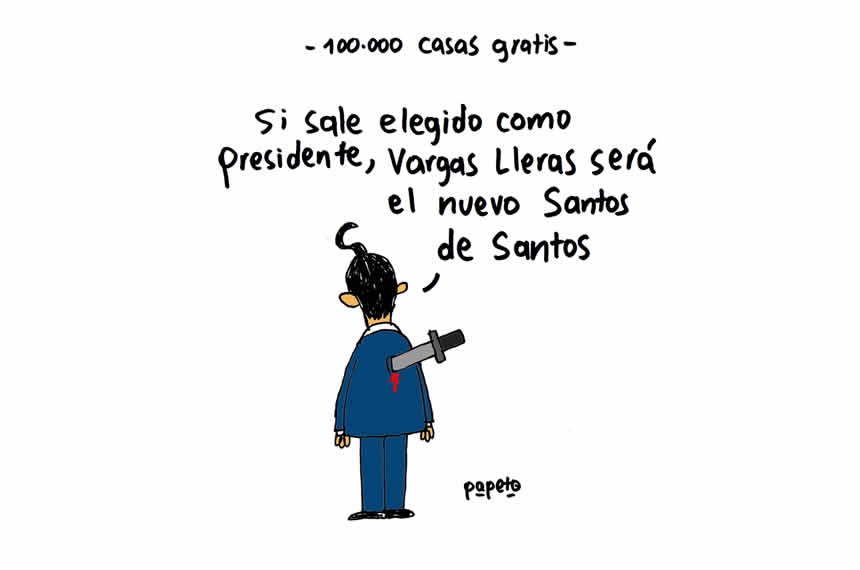 - 100.000 casas gratis -
Si sale elegido como
presidente, Vargas Lleras será
el nuevo Santos
de Santos
papeto